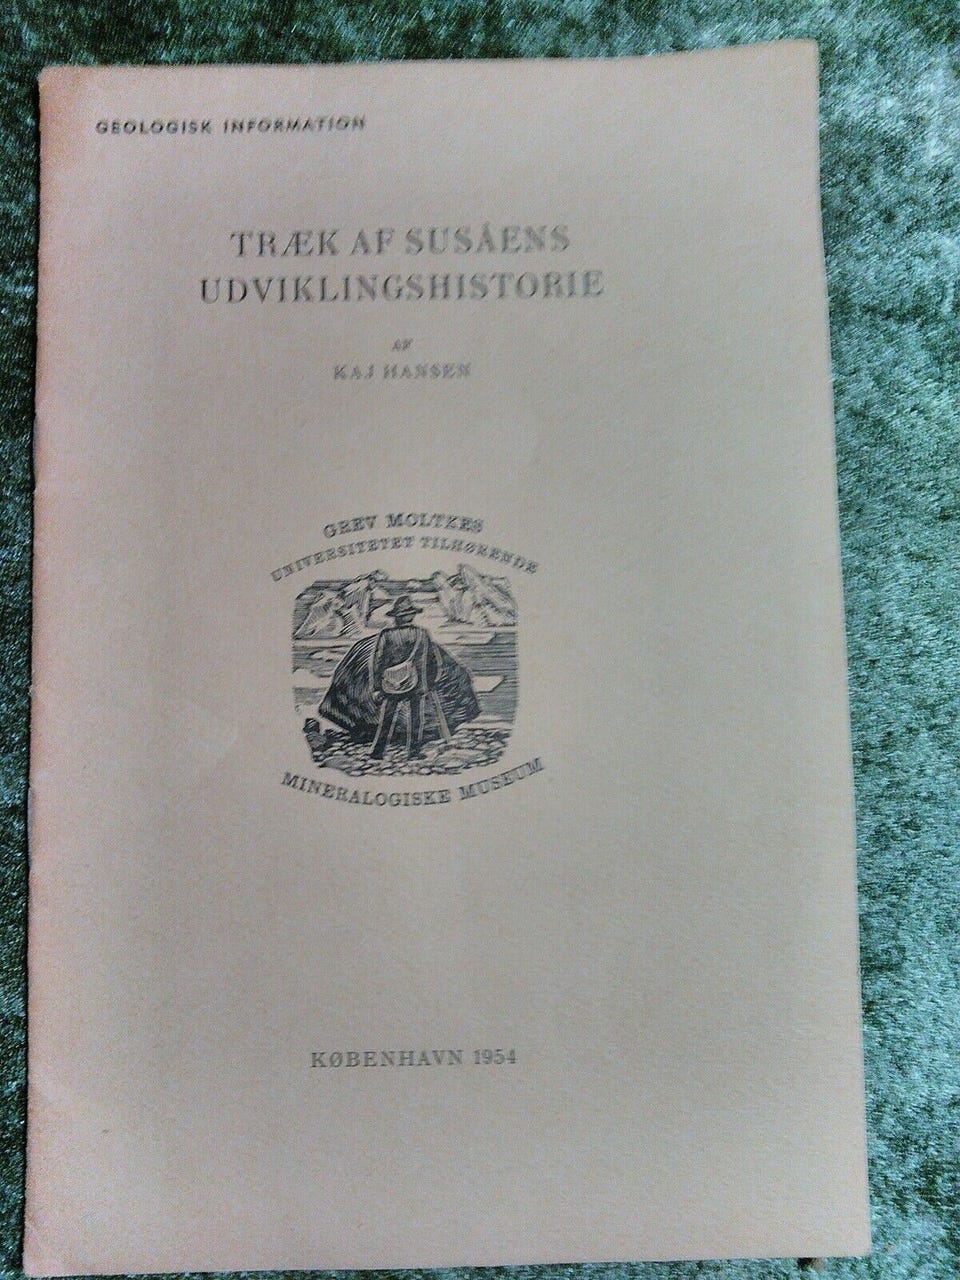 GEOLOGISK INFORMATION
TRÆK AF SUSÅENS
UDVIKLINGSHISTORIE
AF
KAJ HANSEN
GREV MOLTKES
UNIVERSITETET TILHØRENDE
MINERALOGISKE MUSEUM
KØBENHAVN 1954